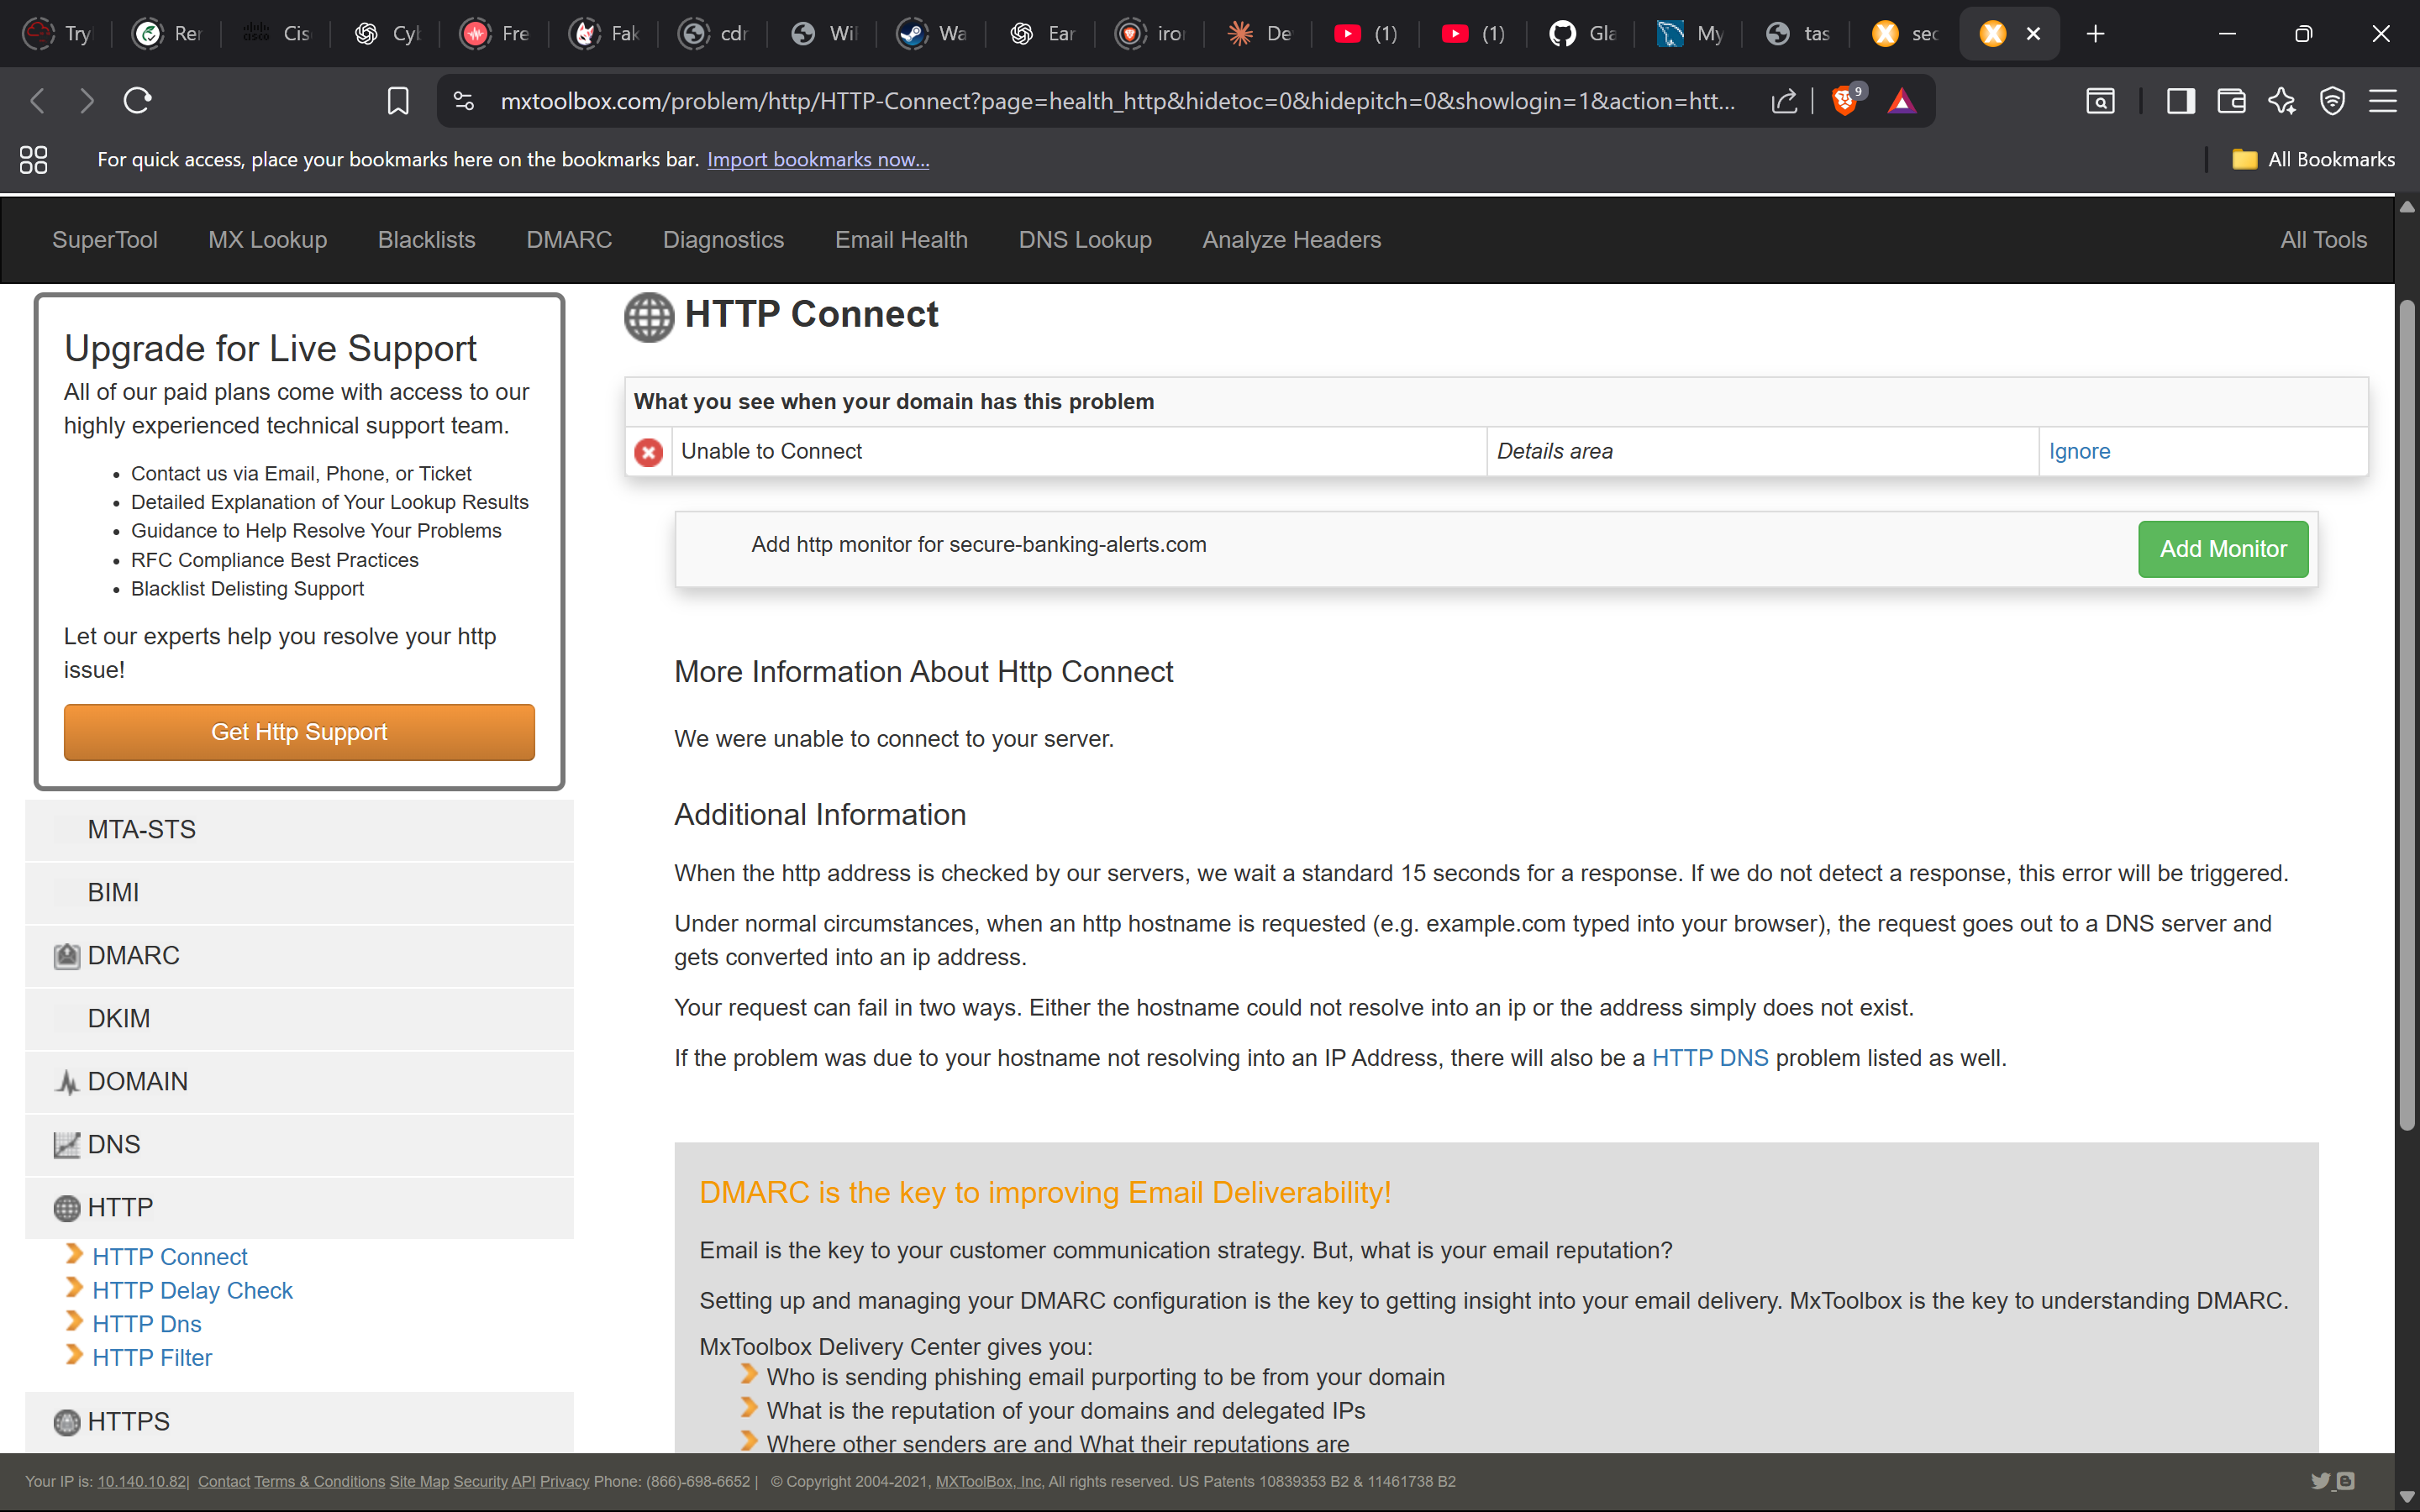 Try
Rer
cisco
Cis
Cyb
Fre
Fak
cdr
Wil
Wa
Ear
iror
De
(1)
(1)
Gla
My
tas
sec
mxtoolbox.com/problem/http/HTTP-Connect?page=health_http&hidetoc=0&hidepitch=0&showlogin=1&action=htt...
9
For quick access, place your bookmarks here on the bookmarks bar. Import bookmarks now...
All Bookmarks
SuperTool
MX Lookup
Blacklists
DMARC
Diagnostics
Email Health
DNS Lookup
Analyze Headers
All Tools
Upgrade for Live Support
All of our paid plans come with access to our
highly experienced technical support team.
• Contact us via Email, Phone, or Ticket
• Detailed Explanation of Your Lookup Results
• Guidance to Help Resolve Your Problems
• RFC Compliance Best Practices
• Blacklist Delisting Support
Let our experts help you resolve your http
issue!
Get Http Support
MTA-STS
BIMI
DMARC
DKIM
DOMAIN
DNS
HTTP
HTTP Connect
HTTP Delay Check
HTTP Dns
HTTP Filter
HTTPS
HTTP Connect
What you see when your domain has this problem
Unable to Connect
Details area
Ignore
Add http monitor for secure-banking-alerts.com
Add Monitor
More Information About Http Connect
We were unable to connect to your server.
Additional Information
When the http address is checked by our servers, we wait a standard 15 seconds for a response. If we do not detect a response, this error will be triggered.
Under normal circumstances, when an http hostname is requested (e.g. example.com typed into your browser), the request goes out to a DNS server and
gets converted into an ip address.
Your request can fail in two ways. Either the hostname could not resolve into an ip or the address simply does not exist.
If the problem was due to your hostname not resolving into an IP Address, there will also be a HTTP DNS problem listed as well.
DMARC is the key to improving Email Deliverability!
Email is the key to your customer communication strategy. But, what is your email reputation?
Setting up and managing your DMARC configuration is the key to getting insight into your email delivery. MxToolbox is the key to understanding DMARC.
MxToolbox Delivery Center gives you:
Who is sending phishing email purporting to be from your domain
What is the reputation of your domains and delegated IPs
Where other senders are and What their reputations are
Your IP is: 10.140.10.82| Contact Terms & Conditions Site Map Security API Privacy Phone: (866)-698-6652 | © Copyright 2004-2021, MXToolBox, Inc, All rights reserved. US Patents 10839353 B2 & 11461738 B2